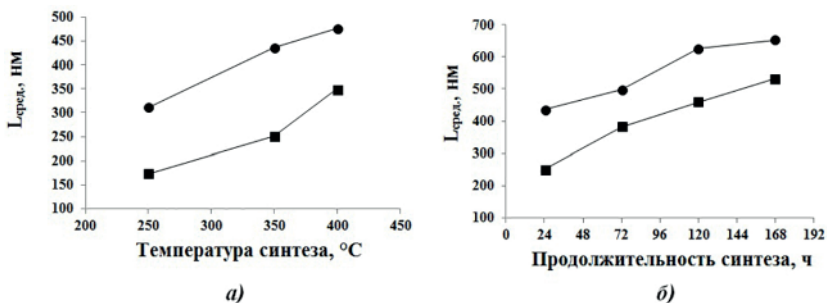 500
450
400
350
300
250
200
150
100
200 250 300 350 400 450
Lсред., нм
Температура синтеза, °C
а)
700
600
500
400
300
200
100
0 24 48 72 96 120 144 168 192
Lсред., нм
Продолжительность синтеза, ч
б)